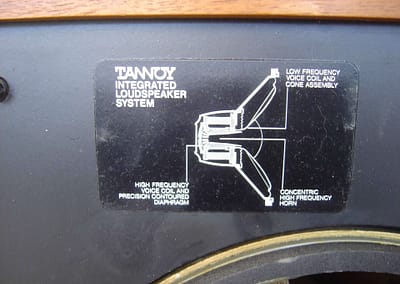 TANNOY
INTEGRATED
LOUDSPEAKER
SYSTEM
LOW FREQUENCY
VOICE COIL AND
CONE ASSEMBLY
HIGH FREQUENCY
VOICE COIL AND
PRECISION CONTOURED
DIAPHRAGM
CONCENTRIC
HIGH FREQUENCY
HORN